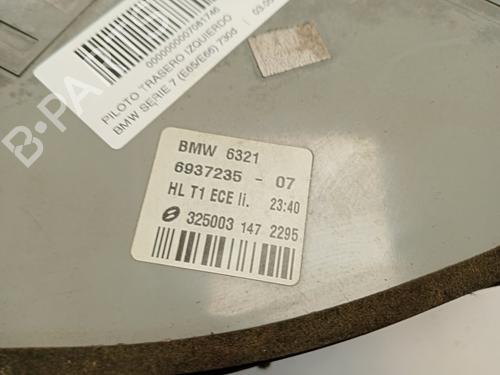 0000000007081746
PILOTO TRASERO IZQUIERDO
BMW SERIE 7 (E65/E66) 730d
B-PA
BMW 6321
6937235 - 07
HL T1 ECE li. 23:40
325003 147 2295